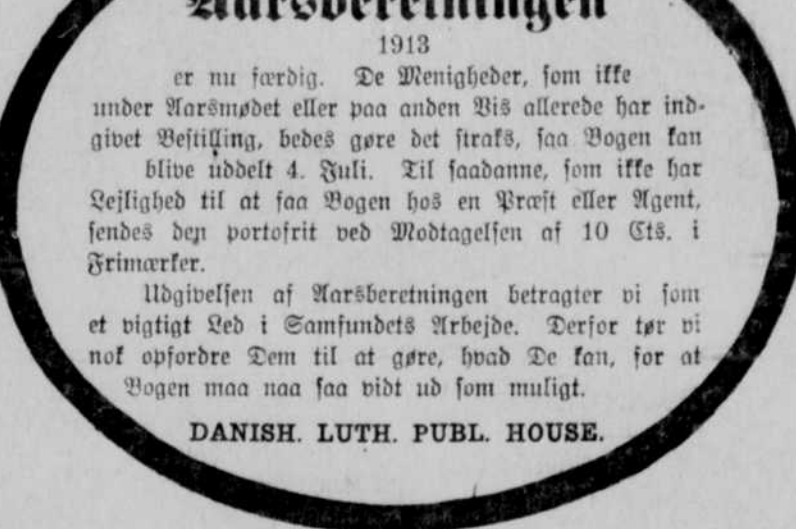 Aarsberetningen
1913
er nu færdig. De Menigheder, som ikke
under Aarsmødet eller paa anden Vis allerede har ind-
givet Bestilling, bedes gøre det straks, saa Bogen kan
blive uddelt 4. Juli. Til saadanne, som ikke har
Lejlighed til at faa Bogen hos en Præst eller Agent,
sendes den portofrit ved Modtagelsen af 10 Cts. i
Frimærker.
Udgivelsen af Aarsberetningen betragter vi som
et vigtigt Led i Samfundets Arbejde. Derfor tør vi
nok opfordre Dem til at gøre, hvad De kan, for at
Bogen maa naa saa vidt ud som muligt.
DANISH. LUTH. PUBL. HOUSE.